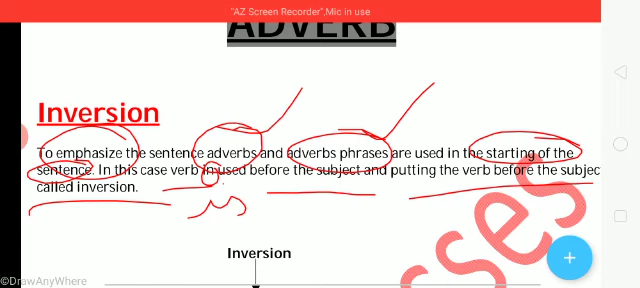 "AZ Screen Recorder",Mic in use
ADVERB
Inversion
To emphasize the sentence adverbs and adverbs phrases are used in the starting of the
sentence. In this case verb in used before the subject and putting the verb before the subjec
called inversion.
Inversion
©DrawAnyWhere